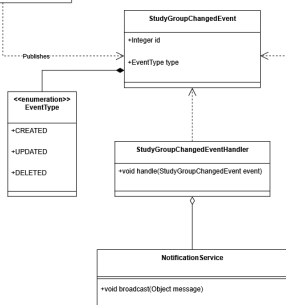 StudyGroupChangedEvent
+Integer id
+EventType type
Publishes
<<enumeration>>
EventType
+CREATED
+UPDATED
+DELETED
StudyGroupChangedEventHandler
+void handle(StudyGroupChangedEvent event)
NotificationService
+void broadcast(Object message)